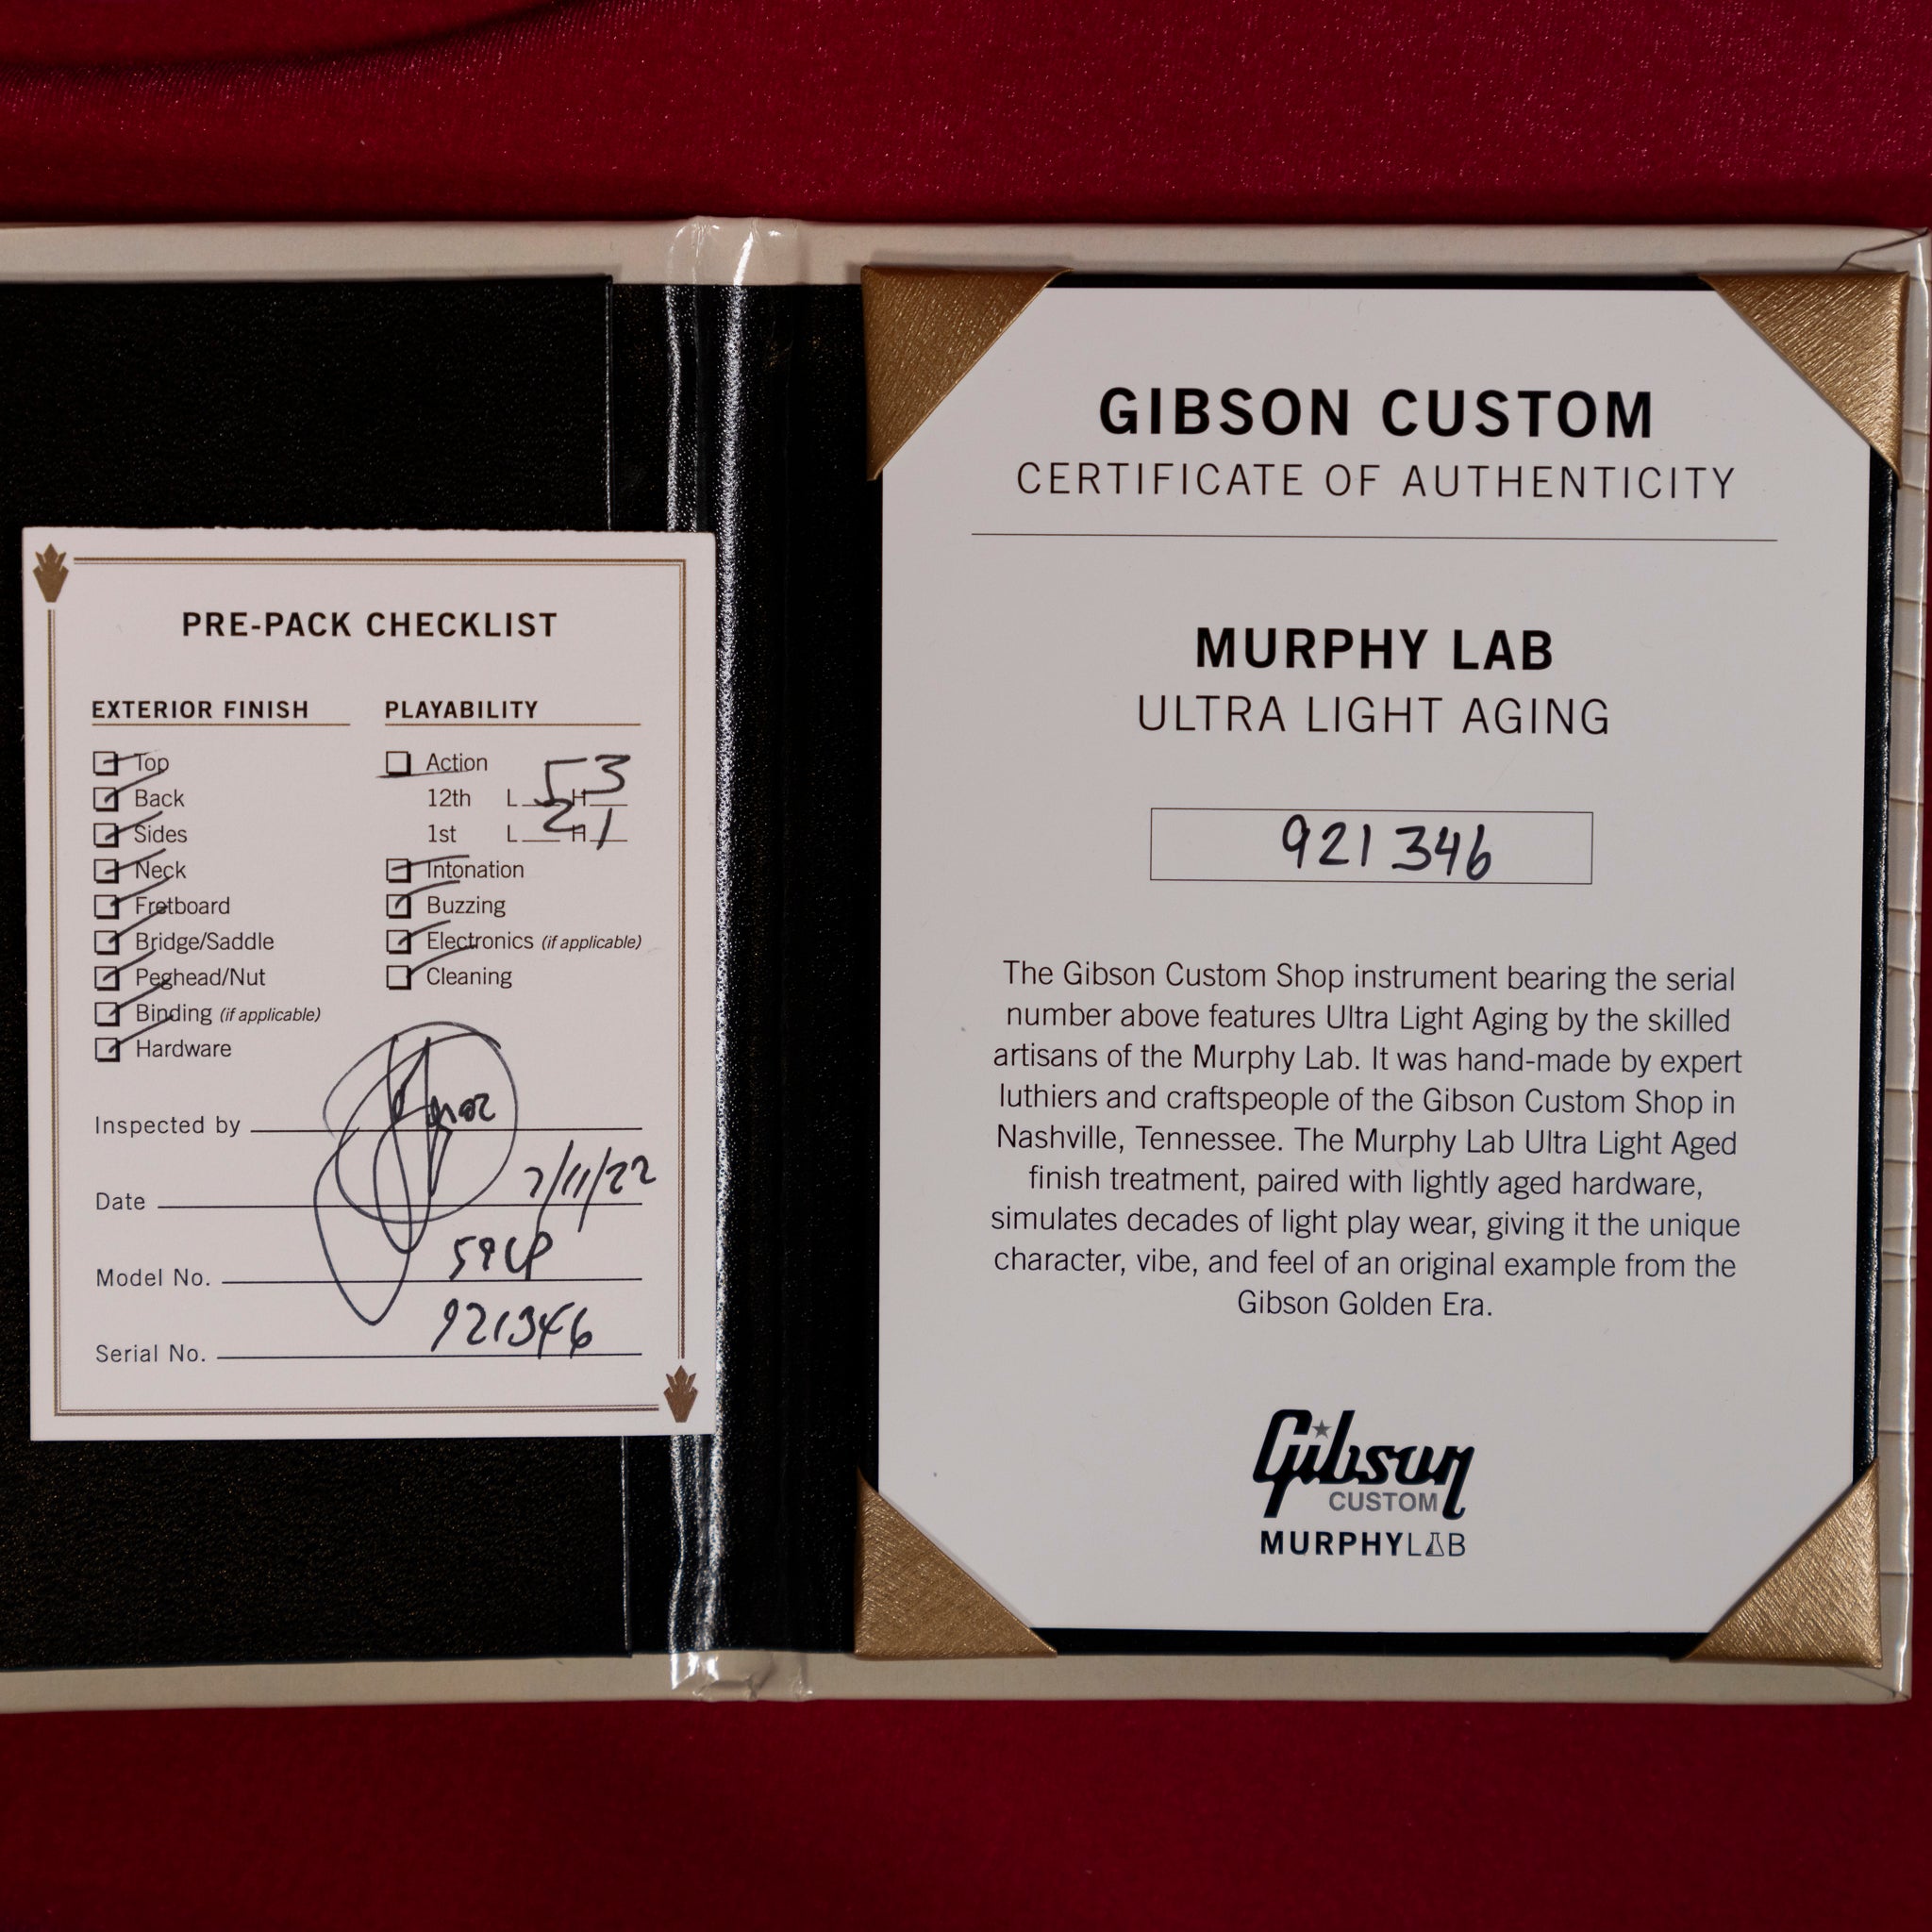 PRE-PACK CHECKLIST
EXTERIOR FINISH
Top
Back
Sides
Neck
Fretboard
Bridge/Saddle
Peghead/Nut
Binding (if applicable)
Hardware
PLAYABILITY
Action
12th L 5 H 3
1st L 2 H 1
Intonation
Buzzing
Electronics (if applicable)
Cleaning
Inspected by
Date 7/11/22
Model No. 59LP
Serial No. 921346
GIBSON CUSTOM
CERTIFICATE OF AUTHENTICITY
MURPHY LAB
ULTRA LIGHT AGING
921346
The Gibson Custom Shop instrument bearing the serial
number above features Ultra Light Aging by the skilled
artisans of the Murphy Lab. It was hand-made by expert
luthiers and craftspeople of the Gibson Custom Shop in
Nashville, Tennessee. The Murphy Lab Ultra Light Aged
finish treatment, paired with lightly aged hardware,
simulates decades of light play wear, giving it the unique
character, vibe, and feel of an original example from the
Gibson Golden Era.
Gibson
CUSTOM
MURPHYLAB